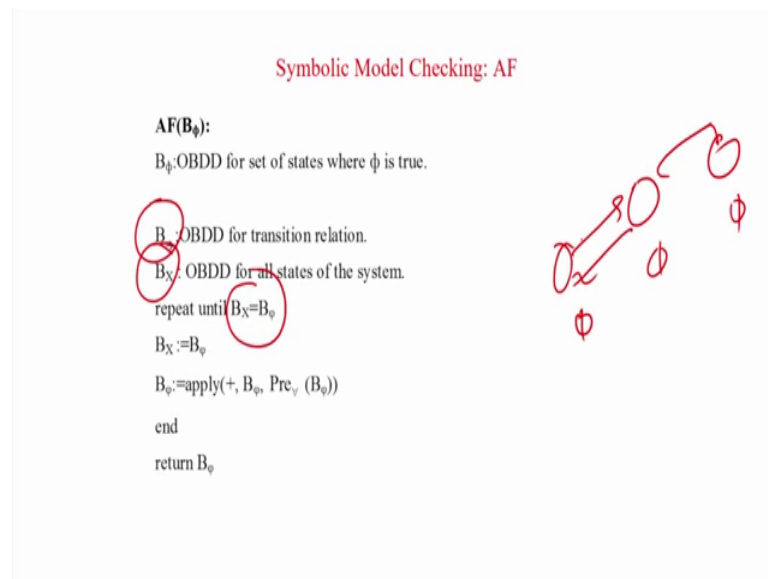 Symbolic Model Checking: AF
AF(Bϕ):
Bϕ:OBDD for set of states where ϕ is true.
B→:OBDD for transition relation.
BX: OBDD for all states of the system.
repeat until BX=Bφ
BX:=Bφ
Bφ:=apply(+, Bφ, Pre∀ (Bφ))
end
return Bφ
ϕ
ϕ
ϕ